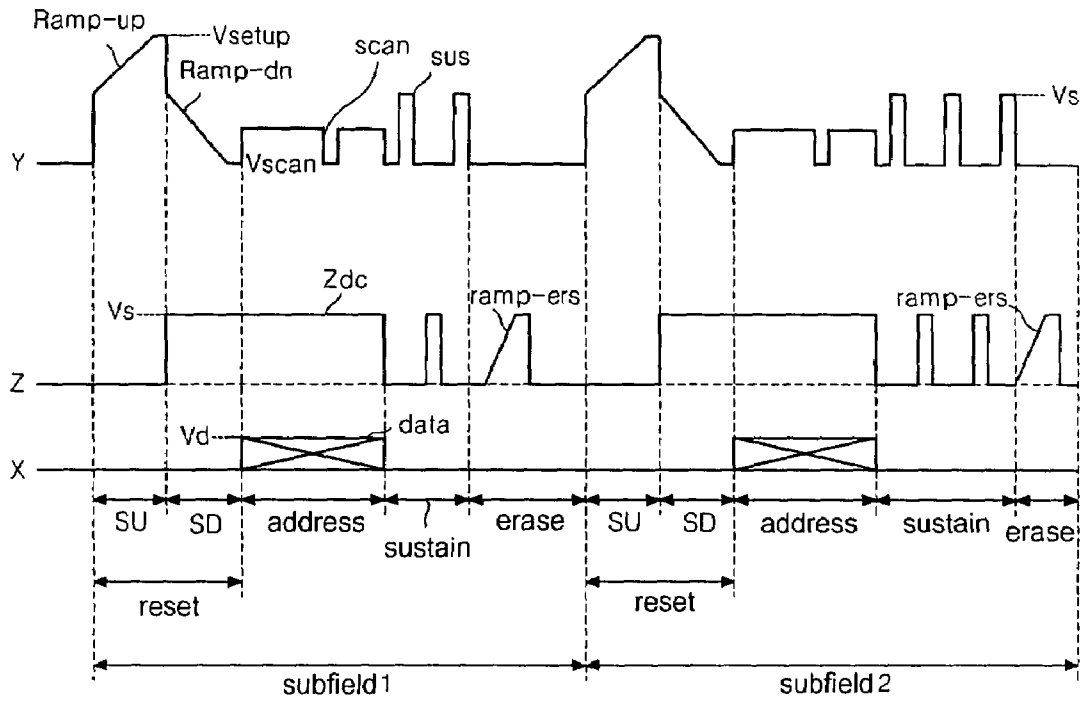 Ramp-up
Vsetup
scan
Ramp-dn
sus
Vs
Y
Vscan
Zdc
ramp-ers
ramp-ers
Vs
Z
Vd
data
X
SU
SD
address
sustain
erase
SU
SD
address
sustain
erase
reset
reset
subfield1
subfield2